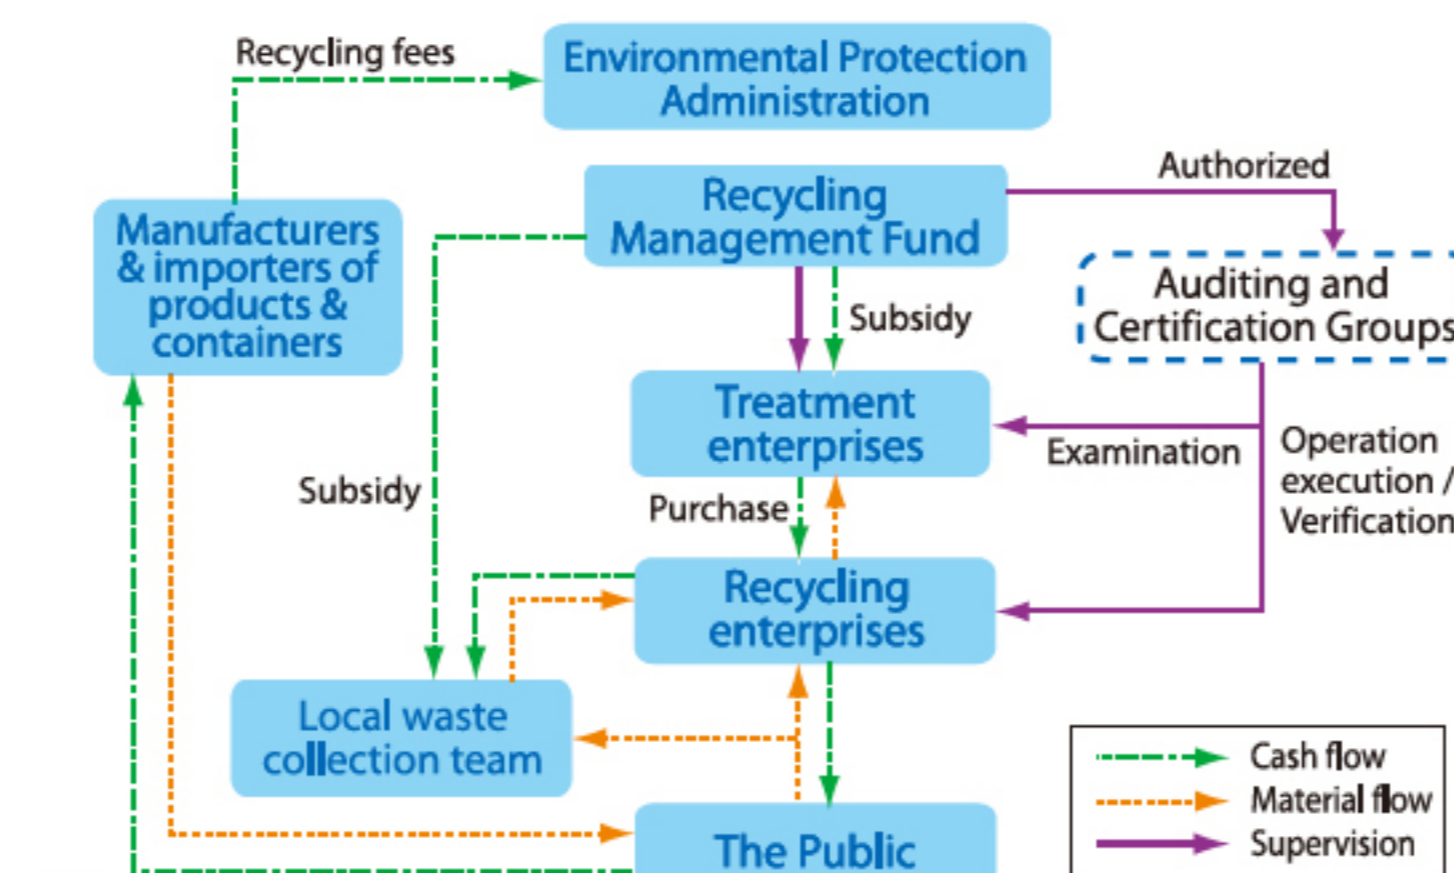 Recycling fees
Environmental Protection
Administration
Authorized
Recycling
Management Fund
Manufacturers
& importers of
products &
containers
Auditing and
Certification Groups
Subsidy
Treatment
enterprises
Examination
Operation
execution /
Verification
Subsidy
Purchase
Recycling
enterprises
Local waste
collection team
The Public
Cash flow
Material flow
Supervision